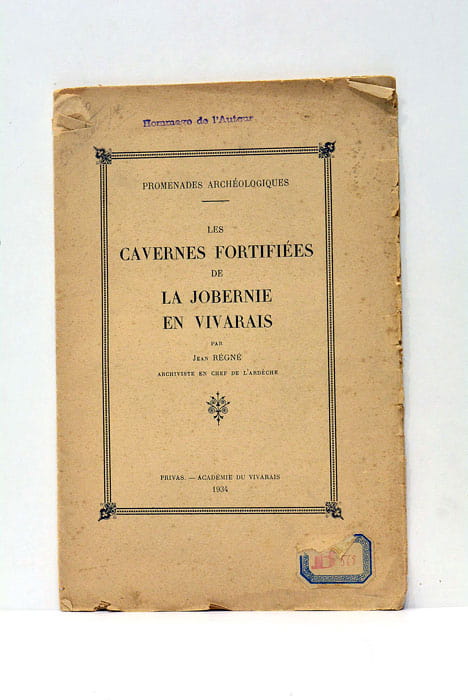 Hommage de l'Auteur
PROMENADES ARCHÉOLOGIQUES
LES
CAVERNES FORTIFIÉES
DE
LA JOBERNIE
EN VIVARAIS
PAR
JEAN RÉGNÉ
ARCHIVISTE EN CHEF DE L'ARDÈCHE
PRIVAS. — ACADÉMIE DU VIVARAIS
1934